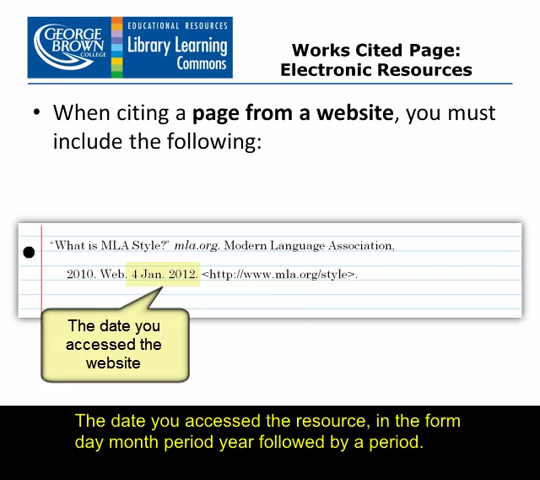 GEORGE
BROWN
COLLEGE
EDUCATIONAL RESOURCES
Library Learning
Commons
Works Cited Page:
Electronic Resources
• When citing a page from a website, you must
include the following:
“What is MLA Style?” mla.org. Modern Language Association,
2010. Web. 4 Jan. 2012. <http://www.mla.org/style>.
The date you
accessed the
website
The date you accessed the resource, in the form
day month period year followed by a period.